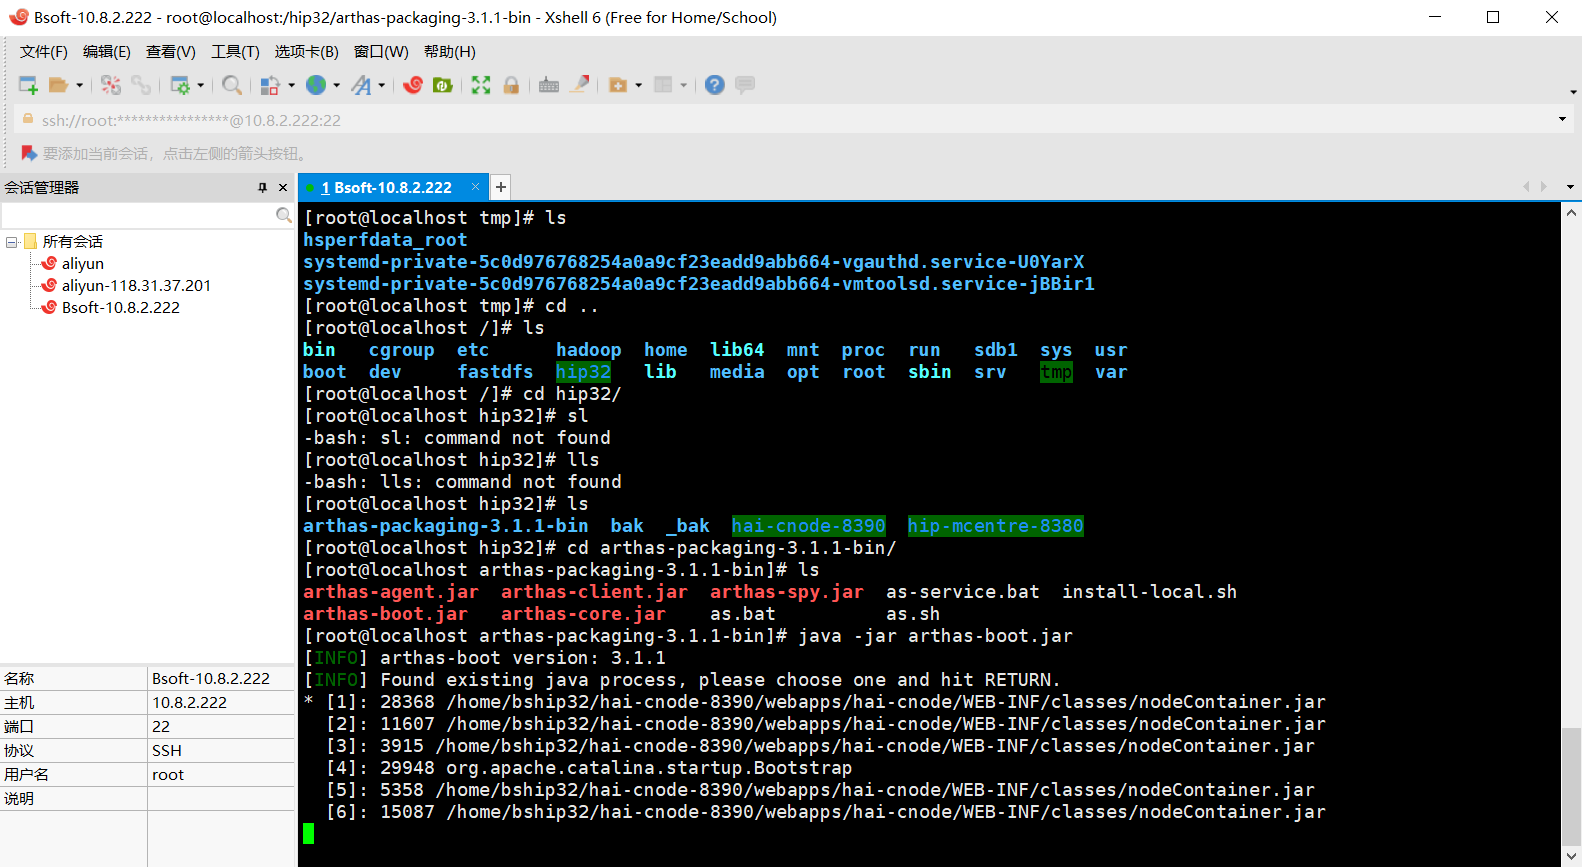 Bsoft-10.8.2.222 - root@localhost:/hip32/arthas-packaging-3.1.1-bin - Xshell 6 (Free for Home/School)
文件(F) 编辑(E) 查看(V) 工具(T) 选项卡(B) 窗口(W) 帮助(H)
ssh://root:****************@10.8.2.222:22
要添加当前会话，点击左侧的箭头按钮。
会话管理器
所有会话
aliyun
aliyun-118.31.37.201
Bsoft-10.8.2.222
名称 Bsoft-10.8.2.222
主机 10.8.2.222
端口 22
协议 SSH
用户名 root
说明
1 Bsoft-10.8.2.222
[root@localhost tmp]# ls
hsperfdata_root
systemd-private-5c0d976768254a0a9cf23eadd9abb664-vgauthd.service-U0YarX
systemd-private-5c0d976768254a0a9cf23eadd9abb664-vmtoolsd.service-jBBir1
[root@localhost tmp]# cd ..
[root@localhost /]# ls
bin cgroup etc hadoop home lib64 mnt proc run sdb1 sys usr
boot dev fastdfs hip32 lib media opt root sbin srv tmp var
[root@localhost /]# cd hip32/
[root@localhost hip32]# sl
-bash: sl: command not found
[root@localhost hip32]# lls
-bash: lls: command not found
[root@localhost hip32]# ls
arthas-packaging-3.1.1-bin bak _bak hai-cnode-8390 hip-mcentre-8380
[root@localhost hip32]# cd arthas-packaging-3.1.1-bin/
[root@localhost arthas-packaging-3.1.1-bin]# ls
arthas-agent.jar arthas-client.jar arthas-spy.jar as-service.bat install-local.sh
arthas-boot.jar arthas-core.jar as.bat as.sh
[root@localhost arthas-packaging-3.1.1-bin]# java -jar arthas-boot.jar
[INFO] arthas-boot version: 3.1.1
[INFO] Found existing java process, please choose one and hit RETURN.
* [1]: 28368 /home/bship32/hai-cnode-8390/webapps/hai-cnode/WEB-INF/classes/nodeContainer.jar
[2]: 11607 /home/bship32/hai-cnode-8390/webapps/hai-cnode/WEB-INF/classes/nodeContainer.jar
[3]: 3915 /home/bship32/hai-cnode-8390/webapps/hai-cnode/WEB-INF/classes/nodeContainer.jar
[4]: 29948 org.apache.catalina.startup.Bootstrap
[5]: 5358 /home/bship32/hai-cnode-8390/webapps/hai-cnode/WEB-INF/classes/nodeContainer.jar
[6]: 15087 /home/bship32/hai-cnode-8390/webapps/hai-cnode/WEB-INF/classes/nodeContainer.jar